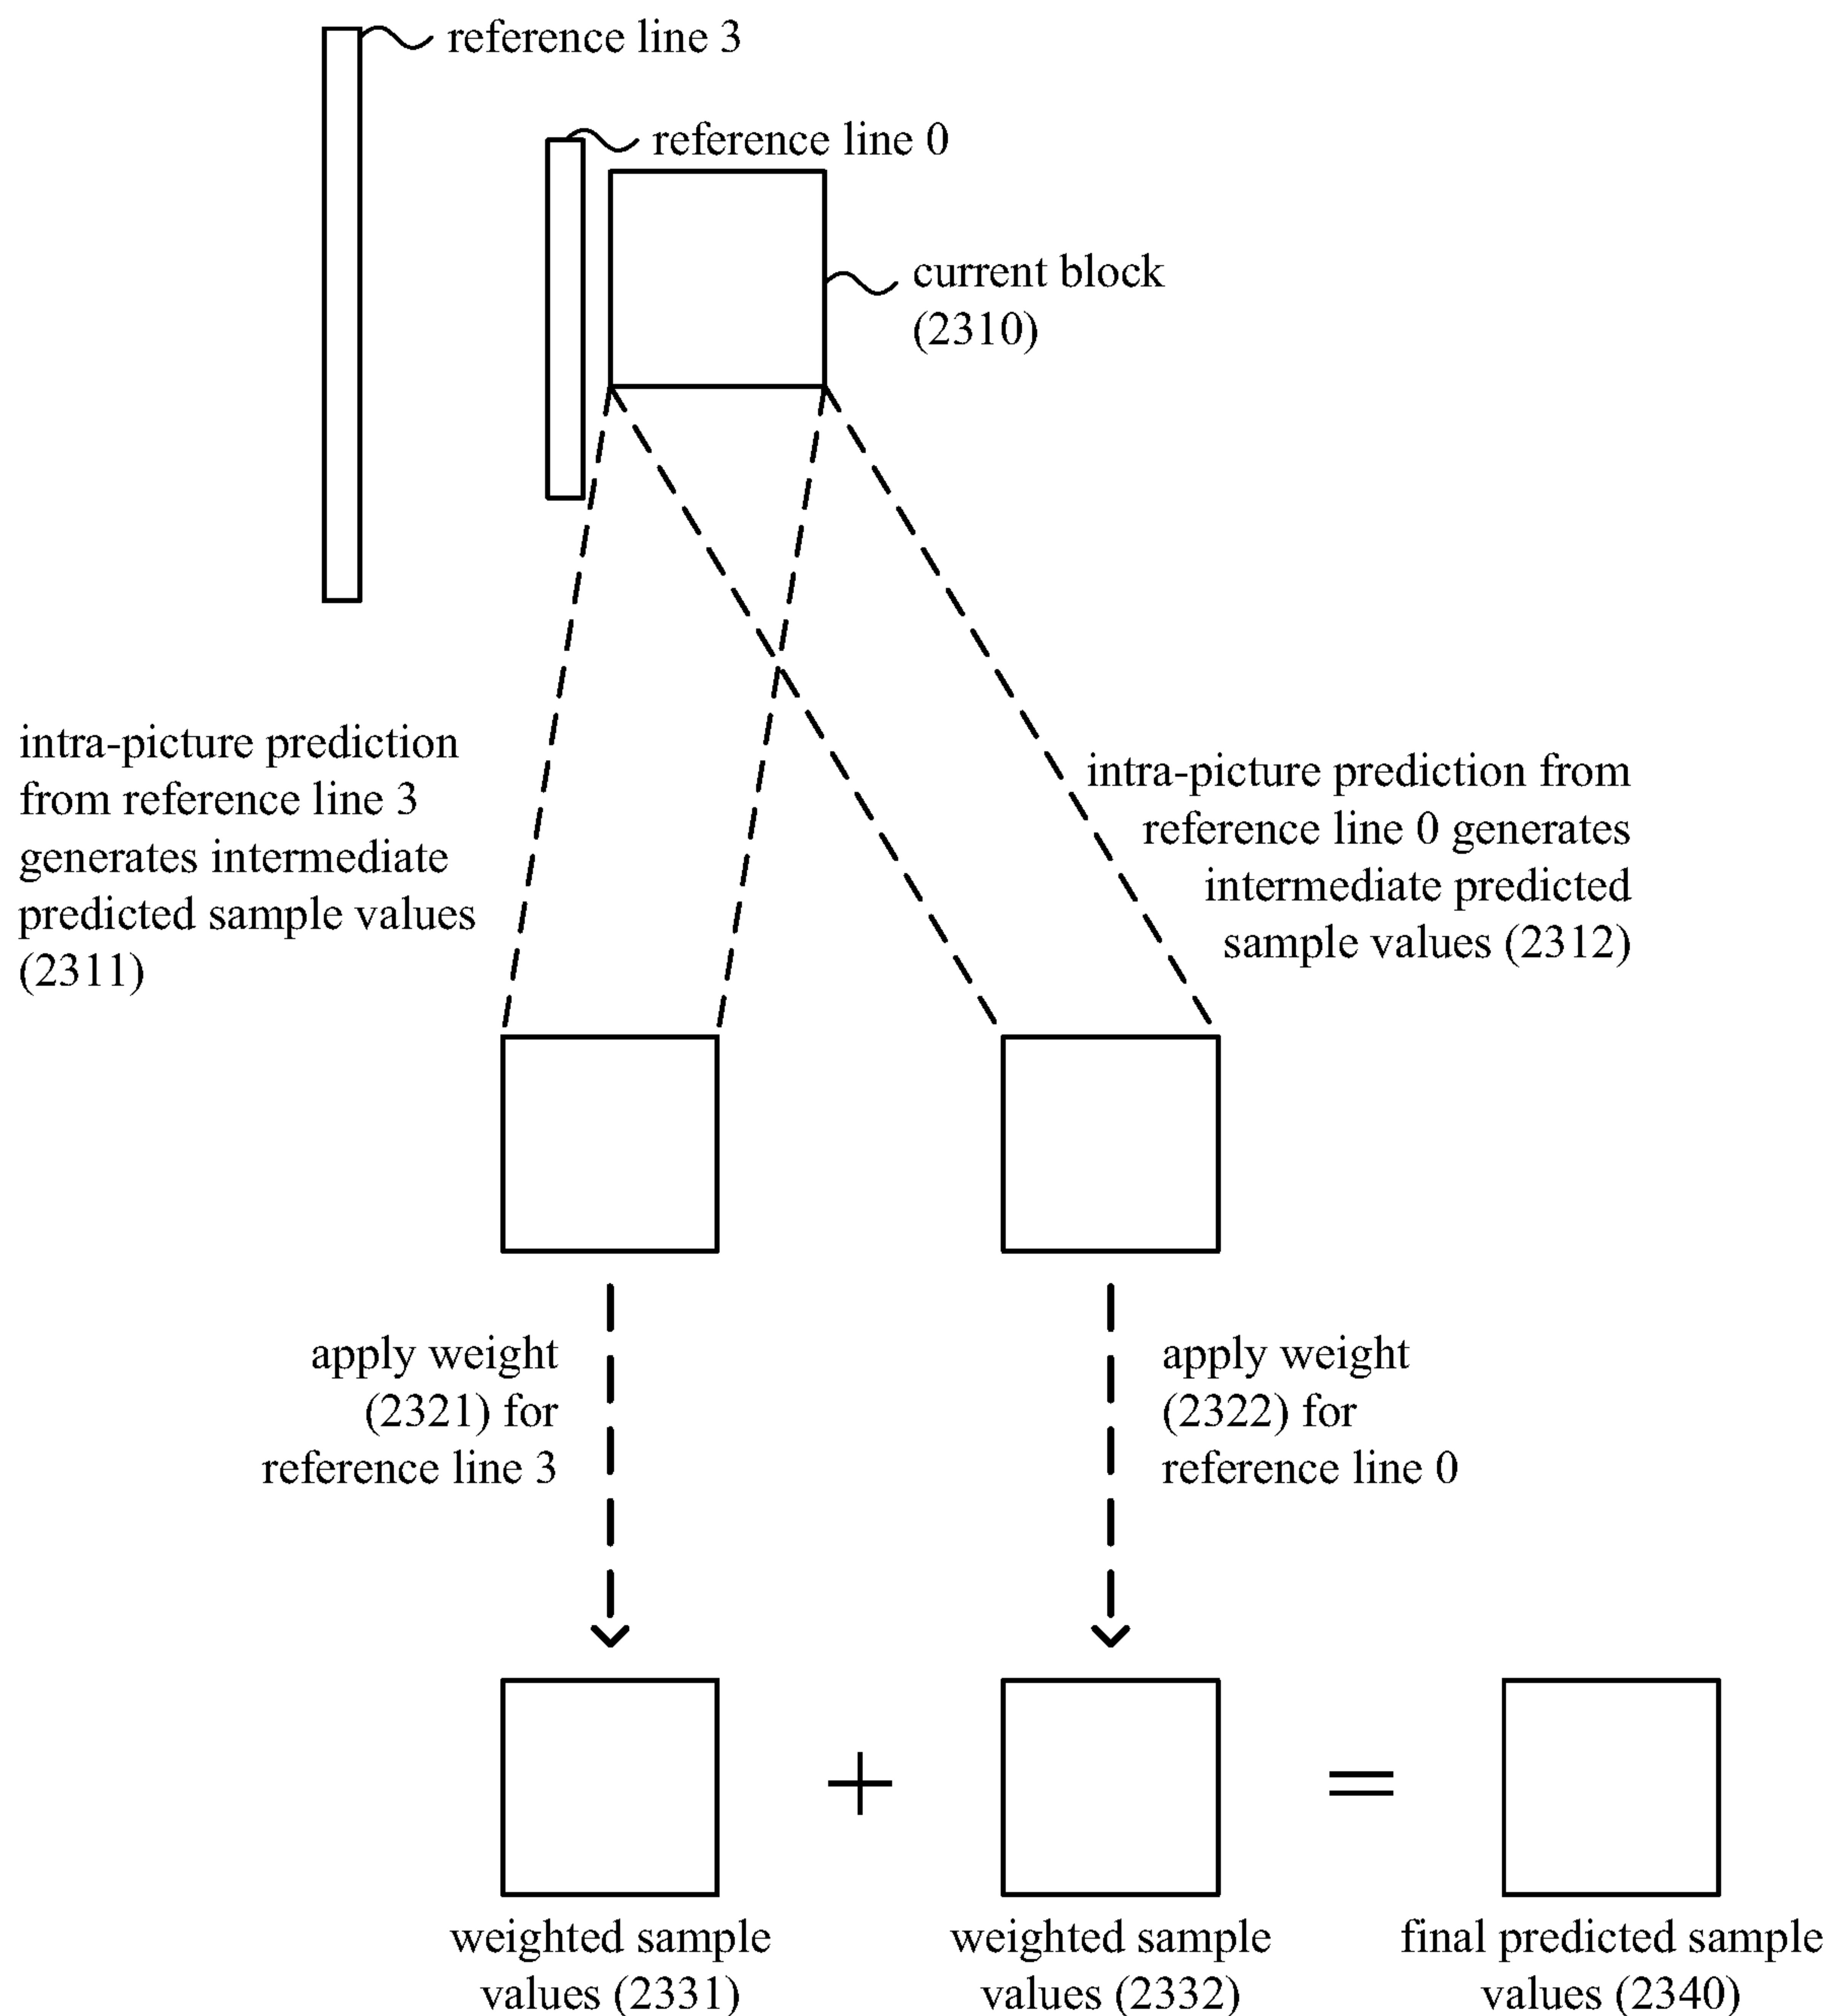 reference line 3
reference line 0
current block
(2310)
intra-picture prediction
from reference line 3
generates intermediate
predicted sample values
(2311)
intra-picture prediction from
reference line 0 generates
intermediate predicted
sample values (2312)
apply weight
(2321) for
reference line 3
apply weight
(2322) for
reference line 0
+
=
weighted sample
values (2331)
weighted sample
values (2332)
final predicted sample
values (2340)